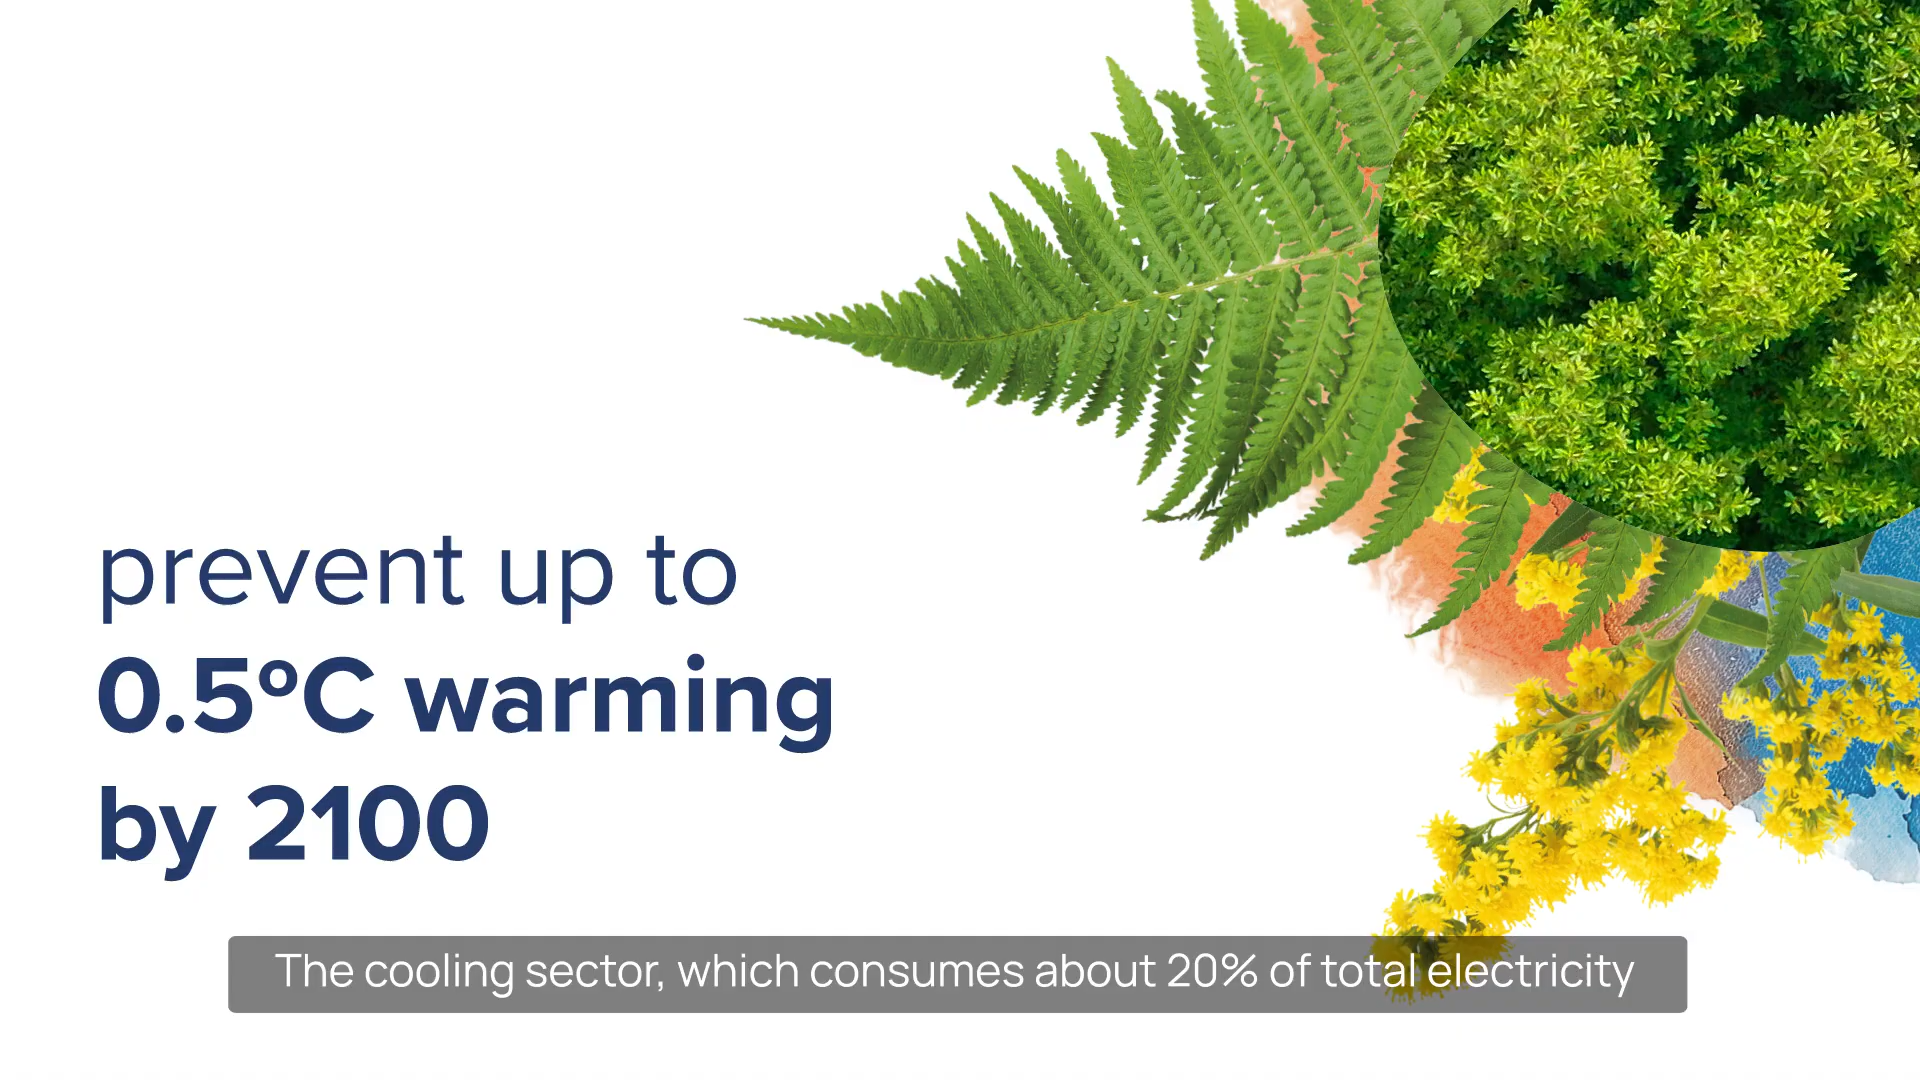 prevent up to
0.5°C warming
by 2100
The cooling sector, which consumes about 20% of total electricity